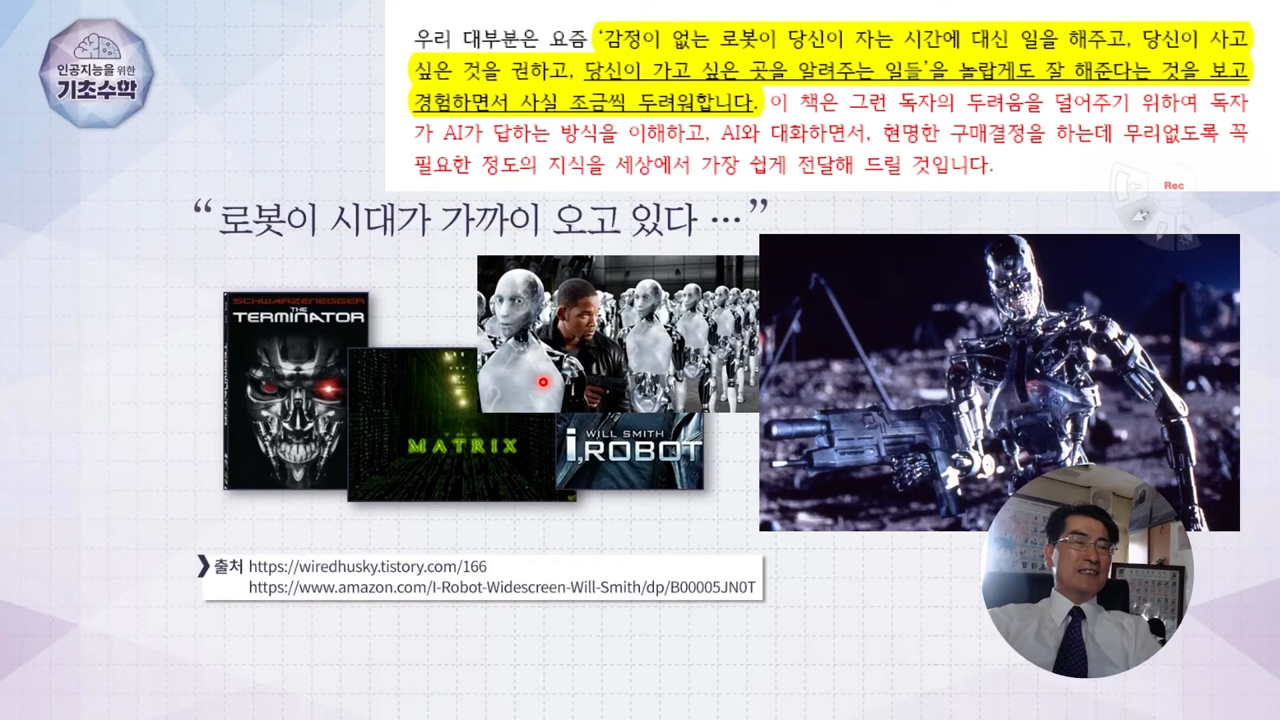 인공지능을 위한
기초수학
우리 대부분은 요즘 ‘감정이 없는 로봇이 당신이 자는 시간에 대신 일을 해주고, 당신이 사고
싶은 것을 권하고, 당신이 가고 싶은 곳을 알려주는 일들’을 놀랍게도 잘 해준다는 것을 보고
경험하면서 사실 조금씩 두려워합니다. 이 책은 그런 독자의 두려움을 덜어주기 위하여 독자
가 AI가 답하는 방식을 이해하고, AI와 대화하면서, 현명한 구매결정을 하는데 무리없도록 꼭
필요한 정도의 지식을 세상에서 가장 쉽게 전달해 드릴 것입니다.
Rec
“로봇이 시대가 가까이 오고 있다 …”
SCHWARZENEGGER
THE
TERMINATOR
THE
MATRIX
WILL SMITH
i,ROBOT
출처 https://wiredhusky.tistory.com/166
https://www.amazon.com/I-Robot-Widescreen-Will-Smith/dp/B00005JN0T